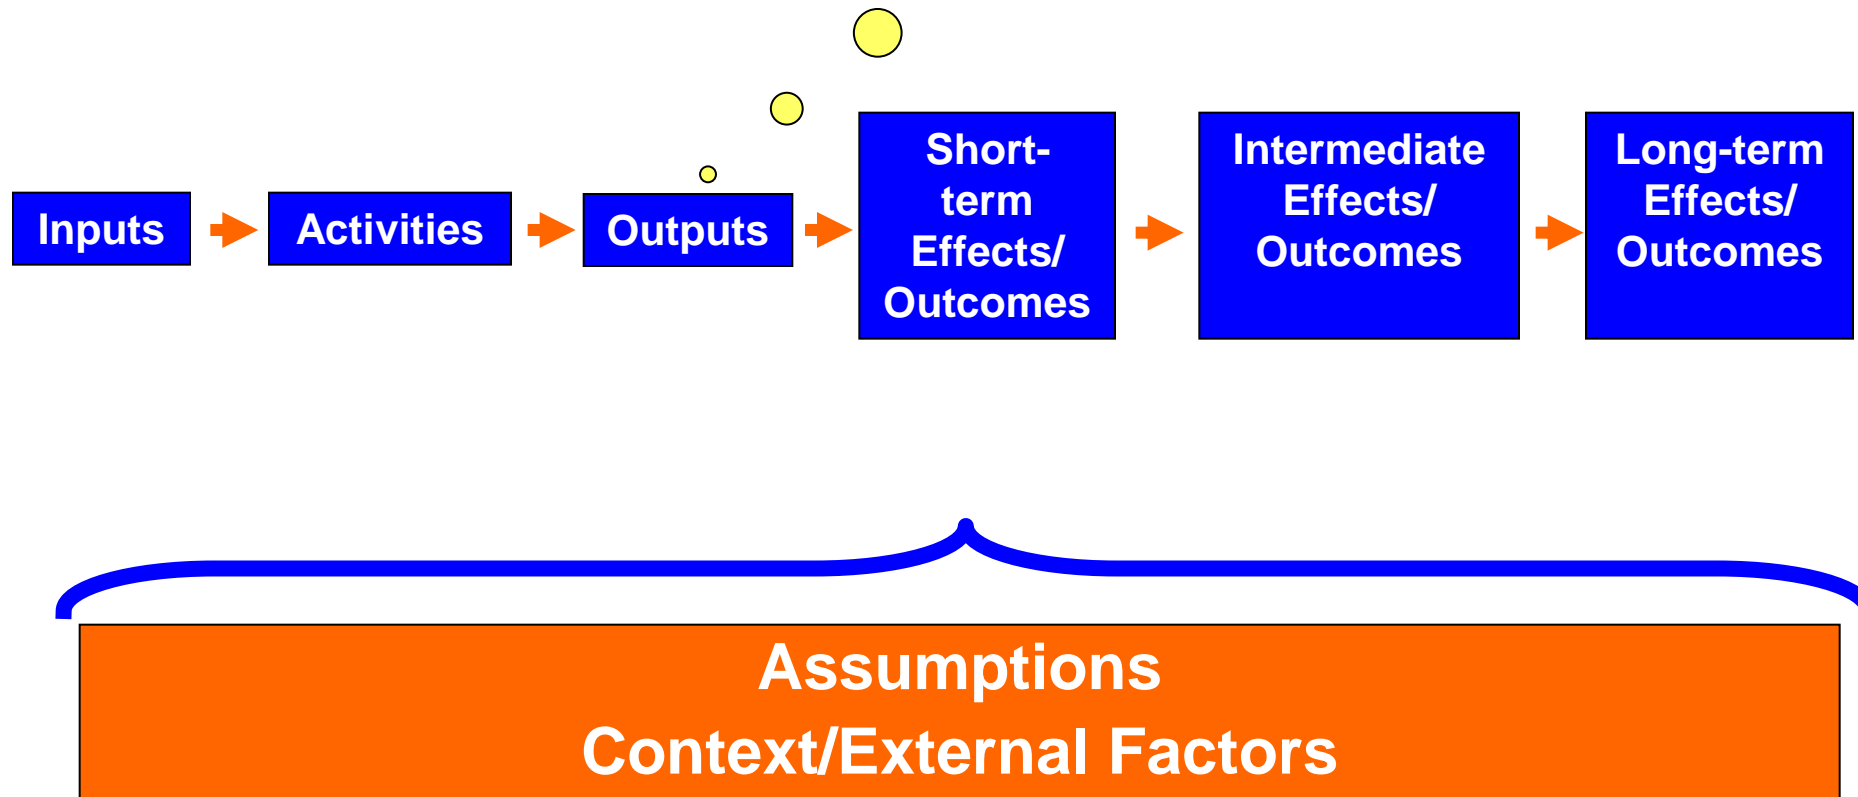 Inputs
Activities
Outputs
Short-
term
Effects/
Outcomes
Intermediate
Effects/
Outcomes
Long-term
Effects/
Outcomes
Assumptions
Context/External Factors